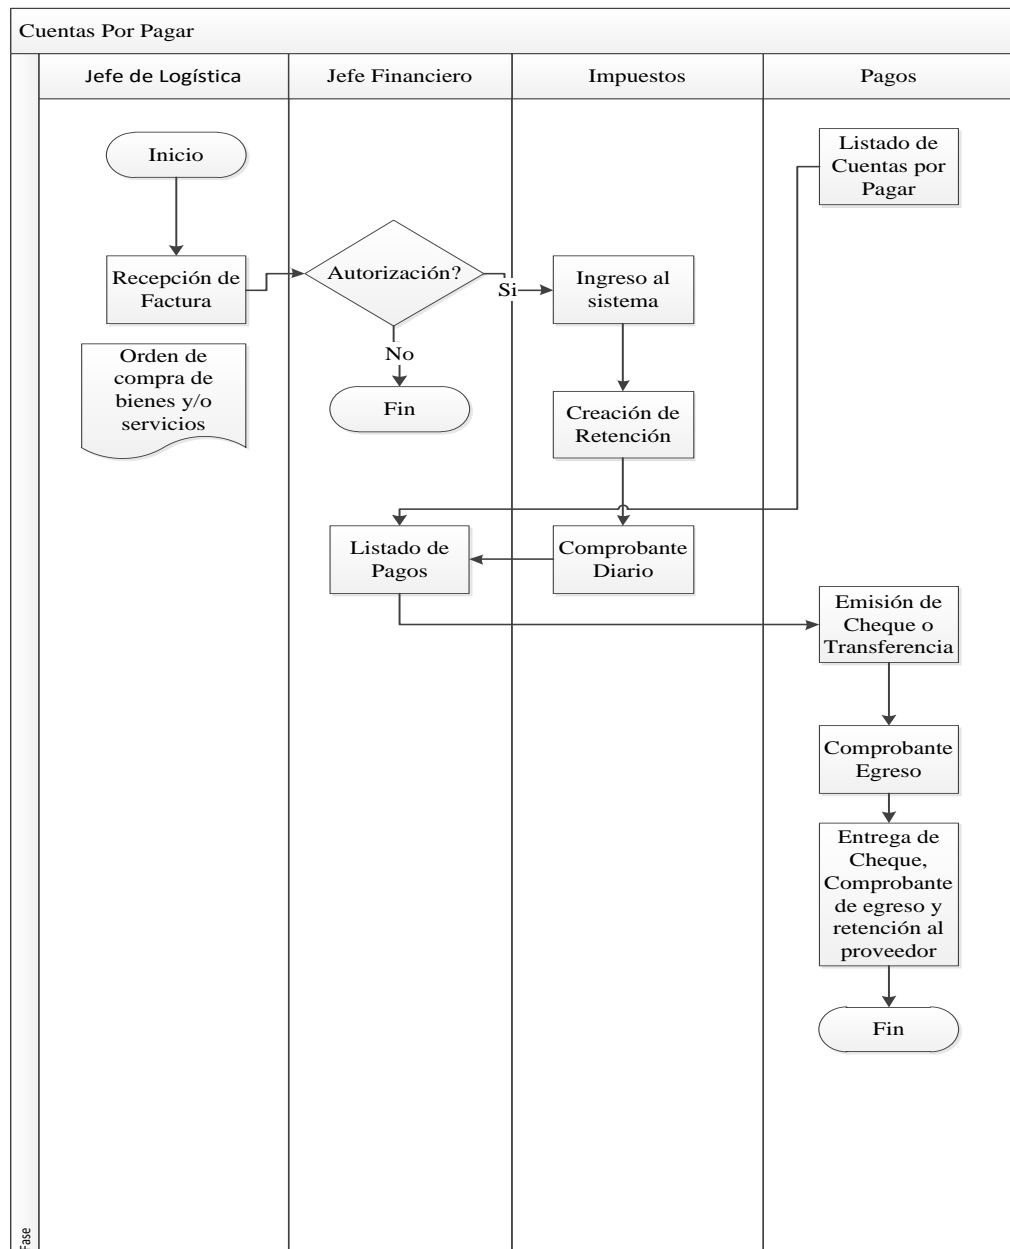 Cuentas Por Pagar
Jefe de Logística
Jefe Financiero
Impuestos
Pagos
Inicio
Listado de
Cuentas por
Pagar
Recepción de
Factura
Autorización?
Si
Ingreso al
sistema
No
Orden de
compra de
bienes y/o
servicios
Fin
Creación de
Retención
Listado de
Pagos
Comprobante
Diario
Emisión de
Cheque o
Transferencia
Comprobante
Egreso
Entrega de
Cheque,
Comprobante
de egreso y
retención al
proveedor
Fin
Fase